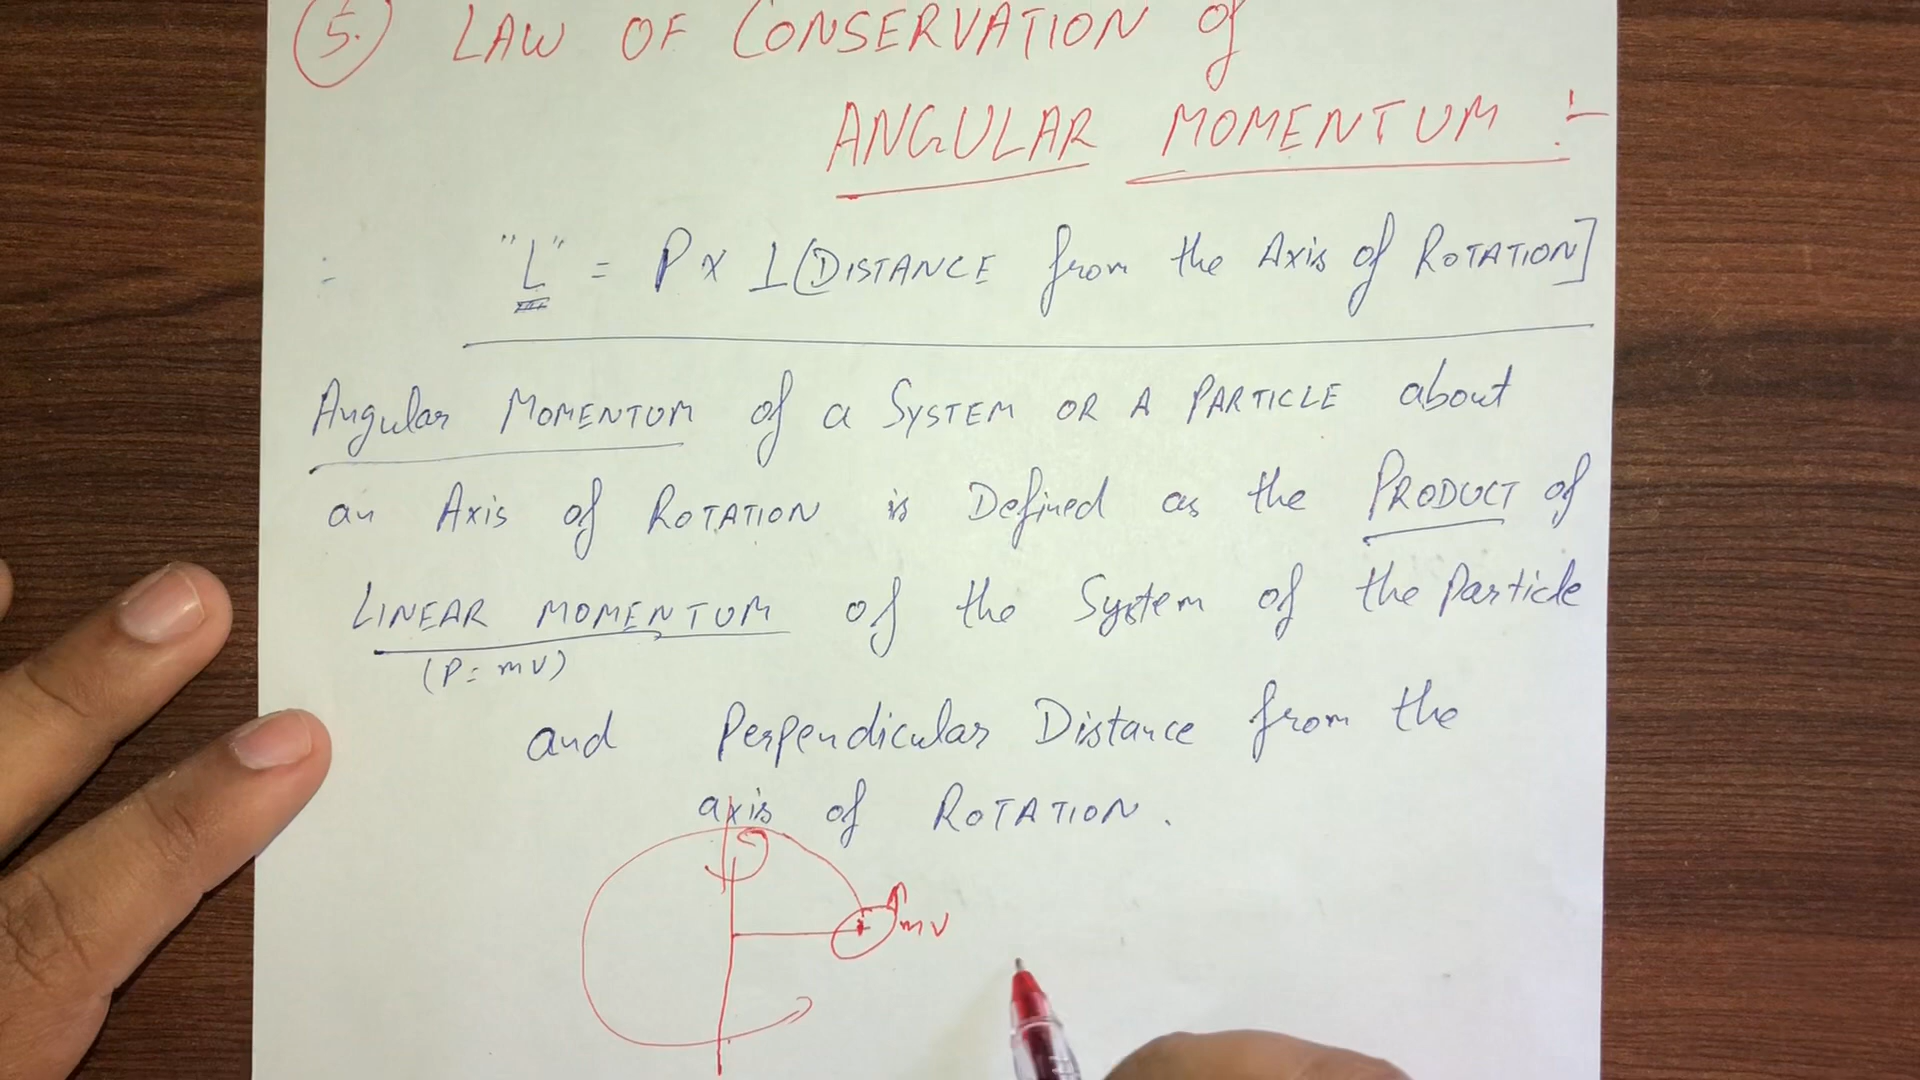 5. LAW OF CONSERVATION of
ANGULAR MOMENTUM :-
"L" = P x ⊥ (DISTANCE from the Axis of ROTATION]
Angular MOMENTUM of a SYSTEM OR A PARTICLE about
an Axis of ROTATION is Defined as the PRODUCT of
LINEAR MOMENTUM of the System of the Particle
(P = mv)
and Perpendicular Distance from the
axis of ROTATION.
mv